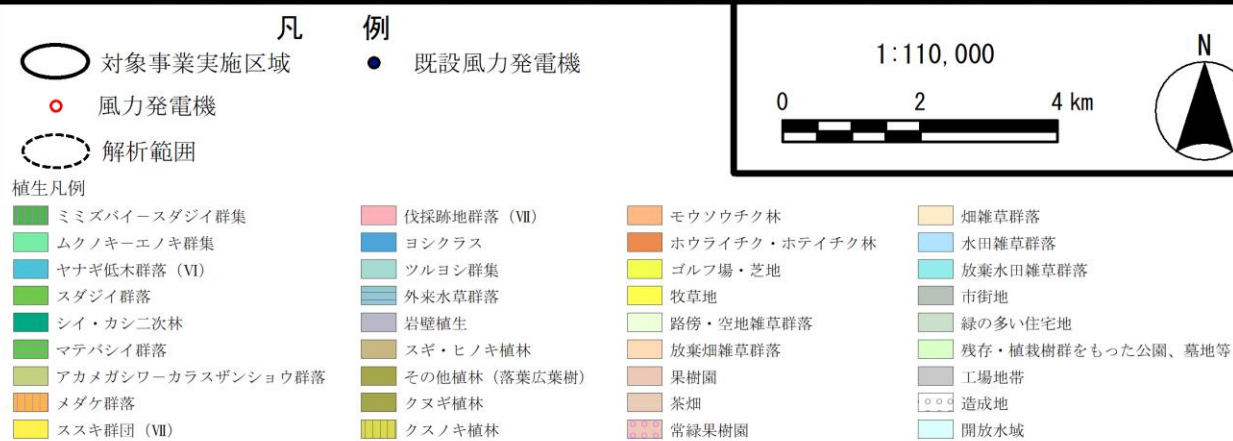 凡 例
対象事業実施区域
既設風力発電機
風力発電機
解析範囲
1:110,000
0 2 4 km
N
植生凡例
ミミズバイースダジイ群集
ムクノキーエノキ群集
ヤナギ低木群落（VI）
スダジイ群落
シイ・カシ二次林
マテバシイ群落
アカメガシワーカラスザンショウ群落
メダケ群落
ススキ群団（VII）
伐採跡地群落（VII）
ヨシクラス
ツルヨシ群集
外来水草群落
岩壁植生
スギ・ヒノキ植林
その他植林（落葉広葉樹）
クヌギ植林
クスノキ植林
モウソウチク林
ホウライチク・ホテイチク林
ゴルフ場・芝地
牧草地
路傍・空地雑草群落
放棄畑雑草群落
果樹園
茶畑
常緑果樹園
畑雑草群落
水田雑草群落
放棄水田雑草群落
市街地
緑の多い住宅地
残存・植栽樹群をもった公園、墓地等
工場地帯
造成地
開放水域